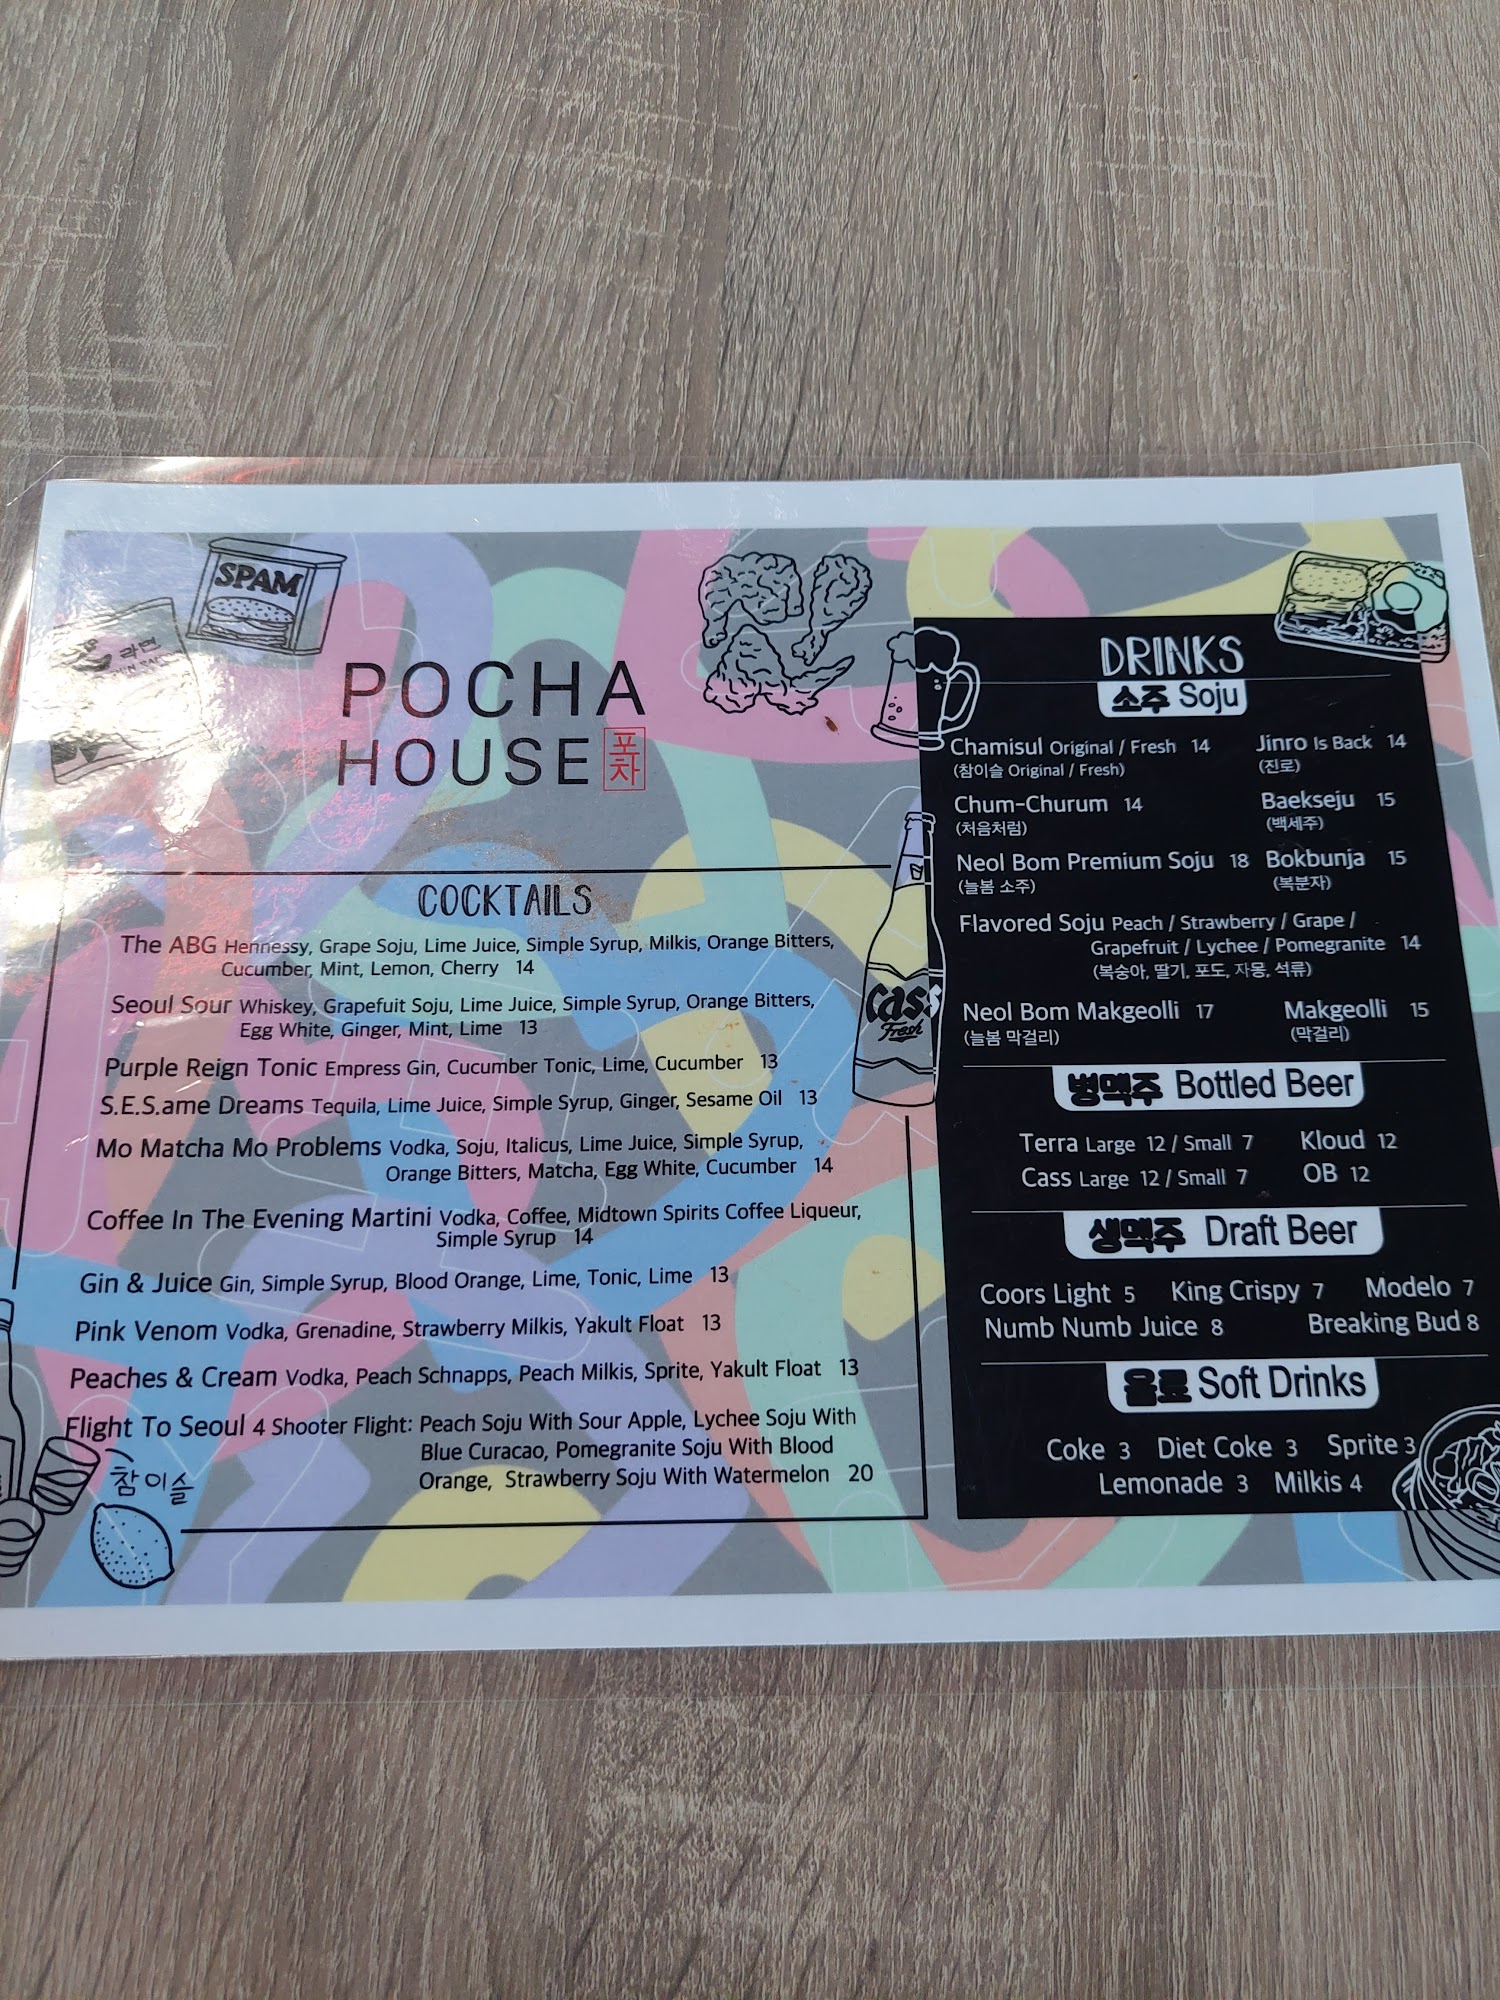 SPAM
라면
POCHA
HOUSE 포차
COCKTAILS
The ABG Hennessy, Grape Soju, Lime Juice, Simple Syrup, Milkis, Orange Bitters,
Cucumber, Mint, Lemon, Cherry 14
Seoul Sour Whiskey, Grapefuit Soju, Lime Juice, Simple Syrup, Orange Bitters,
Egg White, Ginger, Mint, Lime 13
Purple Reign Tonic Empress Gin, Cucumber Tonic, Lime, Cucumber 13
S.E.S.ame Dreams Tequila, Lime Juice, Simple Syrup, Ginger, Sesame Oil 13
Mo Matcha Mo Problems Vodka, Soju, Italicus, Lime Juice, Simple Syrup,
Orange Bitters, Matcha, Egg White, Cucumber 14
Coffee In The Evening Martini Vodka, Coffee, Midtown Spirits Coffee Liqueur,
Simple Syrup 14
Gin & Juice Gin, Simple Syrup, Blood Orange, Lime, Tonic, Lime 13
Pink Venom Vodka, Grenadine, Strawberry Milkis, Yakult Float 13
Peaches & Cream Vodka, Peach Schnapps, Peach Milkis, Sprite, Yakult Float 13
Flight To Seoul 4 Shooter Flight: Peach Soju With Sour Apple, Lychee Soju With
Blue Curacao, Pomegranite Soju With Blood
Orange, Strawberry Soju With Watermelon 20
참이슬
Cass
Fresh
DRINKS
소주 Soju
Chamisul Original / Fresh 14 Jinro Is Back 14
(참이슬 Original / Fresh) (진로)
Chum-Churum 14 Baekseju 15
(처음처럼) (백세주)
Neol Bom Premium Soju 18 Bokbunja 15
(늘봄 소주) (복분자)
Flavored Soju Peach / Strawberry / Grape /
Grapefruit / Lychee / Pomegranite 14
(복숭아, 딸기, 포도, 자몽, 석류)
Neol Bom Makgeolli 17 Makgeolli 15
(늘봄 막걸리) (막걸리)
병맥주 Bottled Beer
Terra Large 12 / Small 7 Kloud 12
Cass Large 12 / Small 7 OB 12
생맥주 Draft Beer
Coors Light 5 King Crispy 7 Modelo 7
Numb Numb Juice 8 Breaking Bud 8
음료 Soft Drinks
Coke 3 Diet Coke 3 Sprite 3
Lemonade 3 Milkis 4